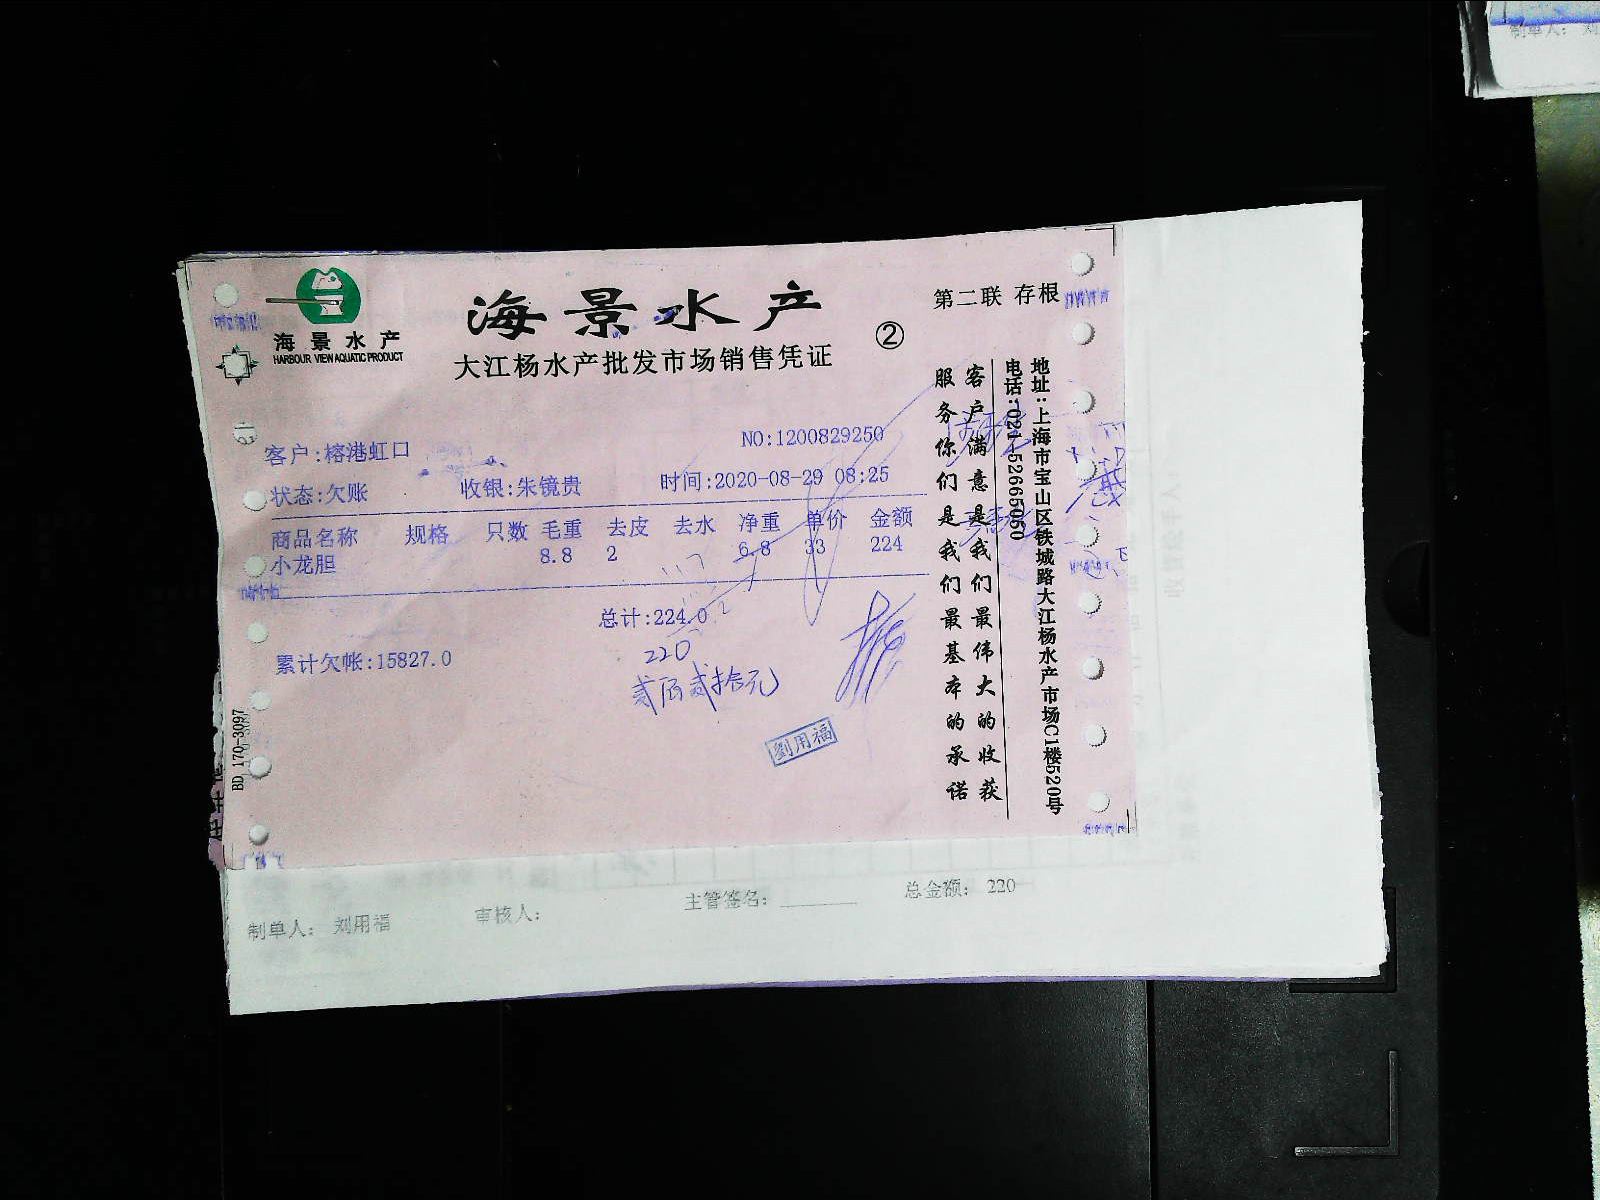 制单人： 刘
海景水产
HARBOUR VIEW AQUATIC PRODUCT
海景水产
大江杨水产批发市场销售凭证
②
第二联 存根
客户:榕港虹口
NO:1200829250
状态:欠账 收银:朱镜贵 时间:2020-08-29 08:25
商品名称 规格 只数 毛重 去皮 去水 净重 单价 金额
小龙胆 8.8 2 6.8 33 224
总计:224.0
累计欠帐:15827.0
220
贰佰贰拾元
劉用福
BD 170-3097
客户满意是我们最伟大的收获
服务你们是我们最基本的承诺
地址:上海市宝山区铁城路大江杨水产市场C1楼520号
电话:021-52665050
制单人： 刘用福 审核人： 主管签名： 总金额： 220